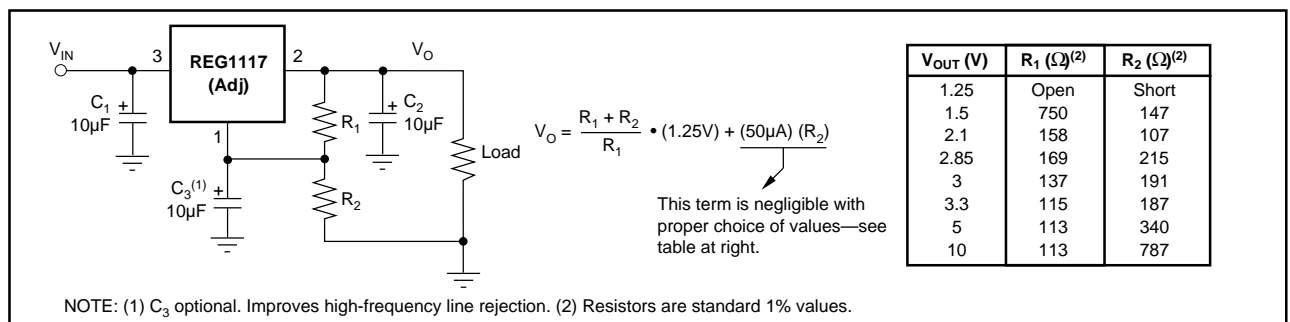 V_IN
3
REG1117
(Adj)
2
V_O
C_1
+
10µF
1
R_1
+
C_2
10µF
Load
C_3^(1)
+
10µF
R_2
V_O = (R_1 + R_2) / R_1 • (1.25V) + (50µA) (R_2)
This term is negligible with
proper choice of values—see
table at right.
V_OUT (V) R_1 (Ω)^(2) R_2 (Ω)^(2)
1.25 Open Short
1.5 750 147
2.1 158 107
2.85 169 215
3 137 191
3.3 115 187
5 113 340
10 113 787
NOTE: (1) C_3 optional. Improves high-frequency line rejection. (2) Resistors are standard 1% values.